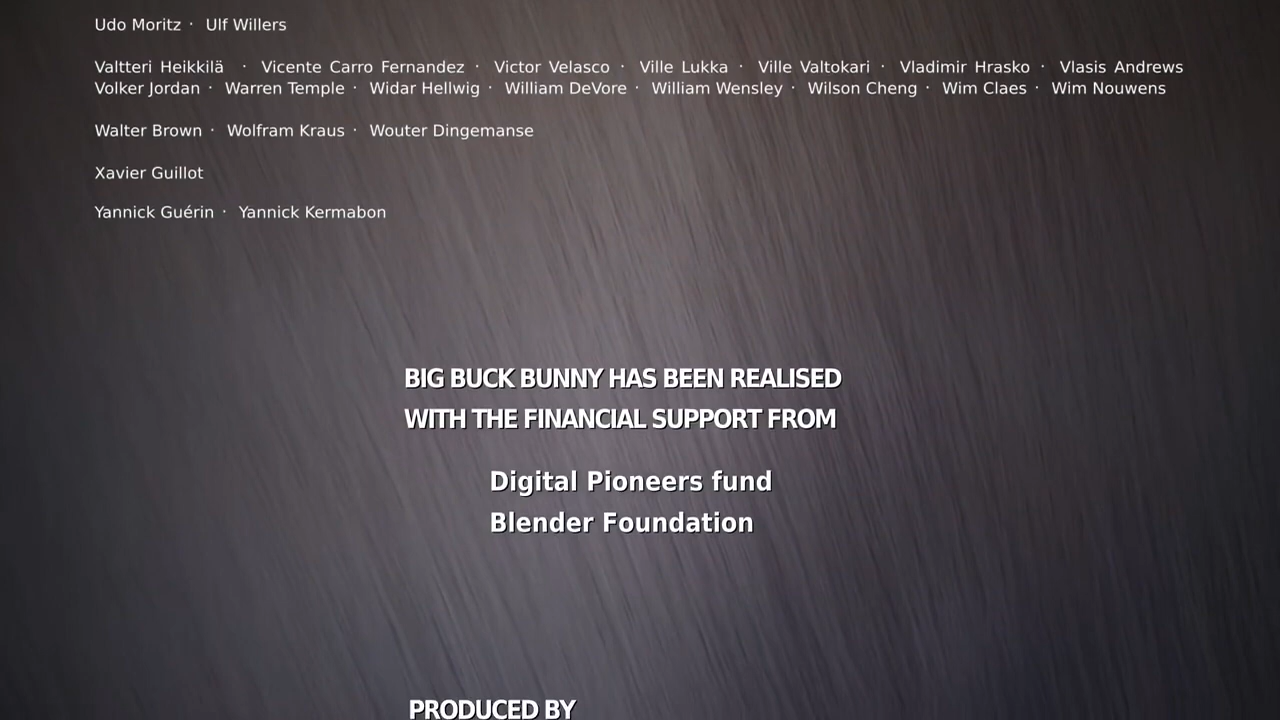 Udo Moritz · Ulf Willers
Valtteri Heikkilä · Vicente Carro Fernandez · Victor Velasco · Ville Lukka · Ville Valtokari · Vladimir Hrasko · Vlasis Andrews
Volker Jordan · Warren Temple · Widar Hellwig · William DeVore · William Wensley · Wilson Cheng · Wim Claes · Wim Nouwens
Walter Brown · Wolfram Kraus · Wouter Dingemanse
Xavier Guillot
Yannick Guérin · Yannick Kermabon
BIG BUCK BUNNY HAS BEEN REALISED
WITH THE FINANCIAL SUPPORT FROM
Digital Pioneers fund
Blender Foundation
PRODUCED BY